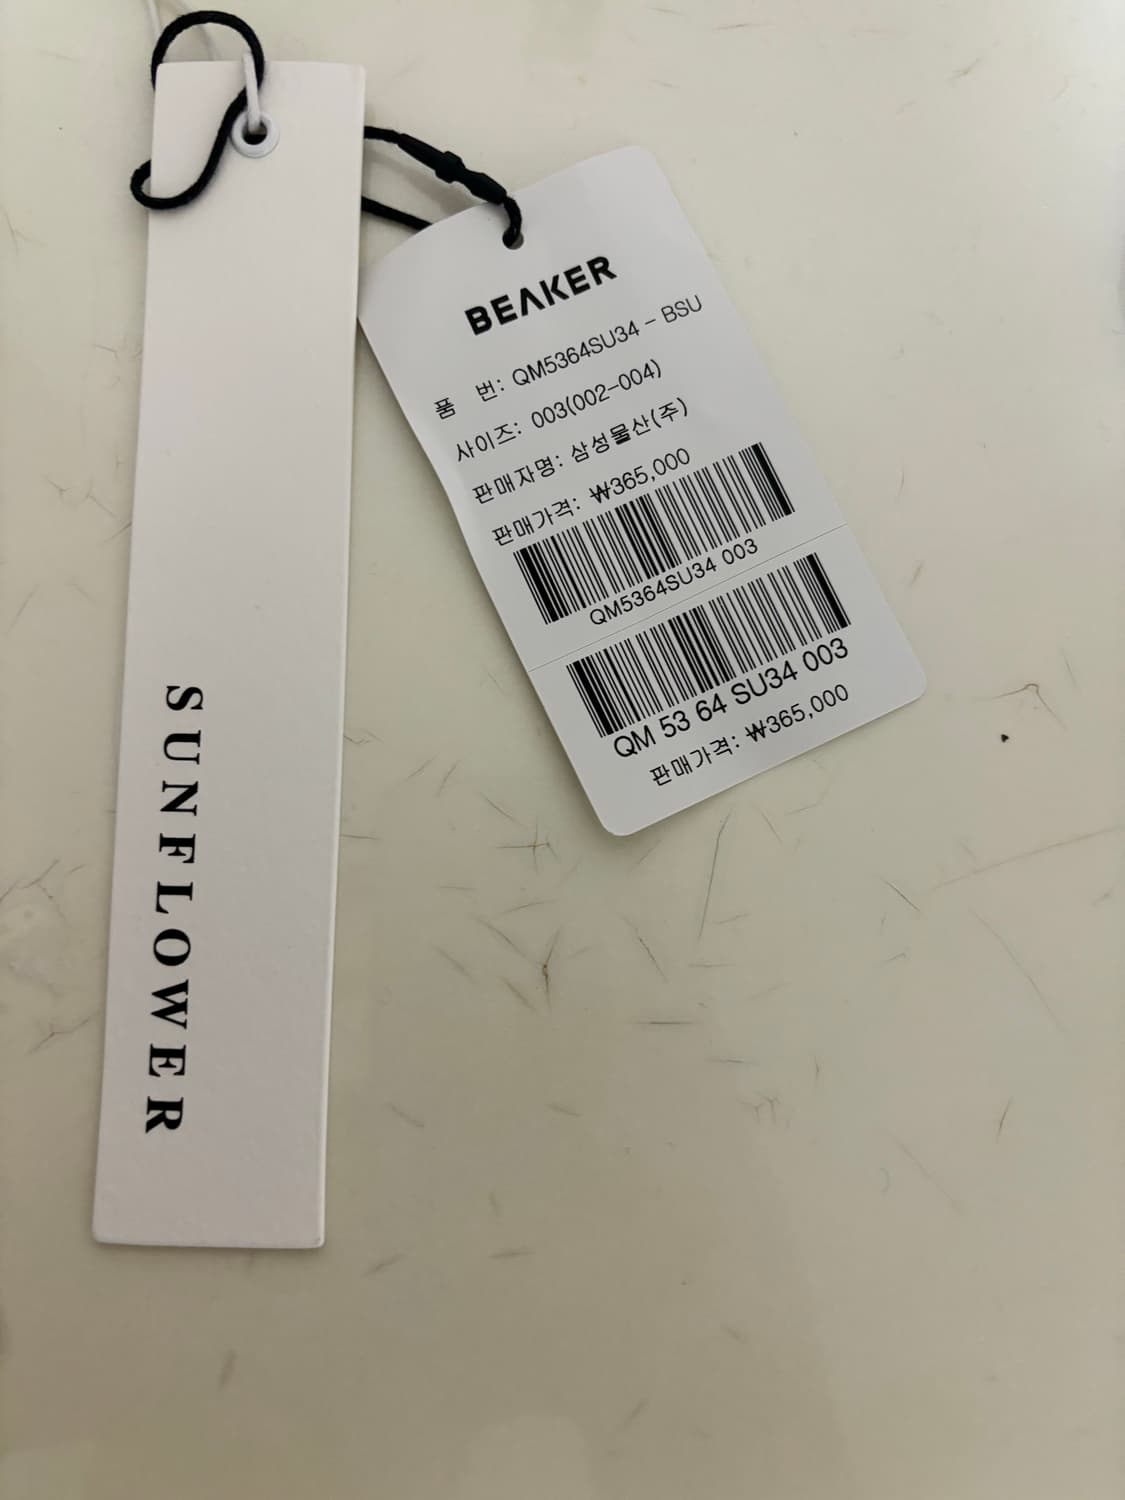 SUNFLOWER
BEAKER
품 번: QM5364SU34 - BSU
사이즈: 003(002-004)
판매자명: 삼성물산(주)
판매가격: ₩365,000
QM5364SU34 003
QM 53 64 SU34 003
판매가격: ₩365,000